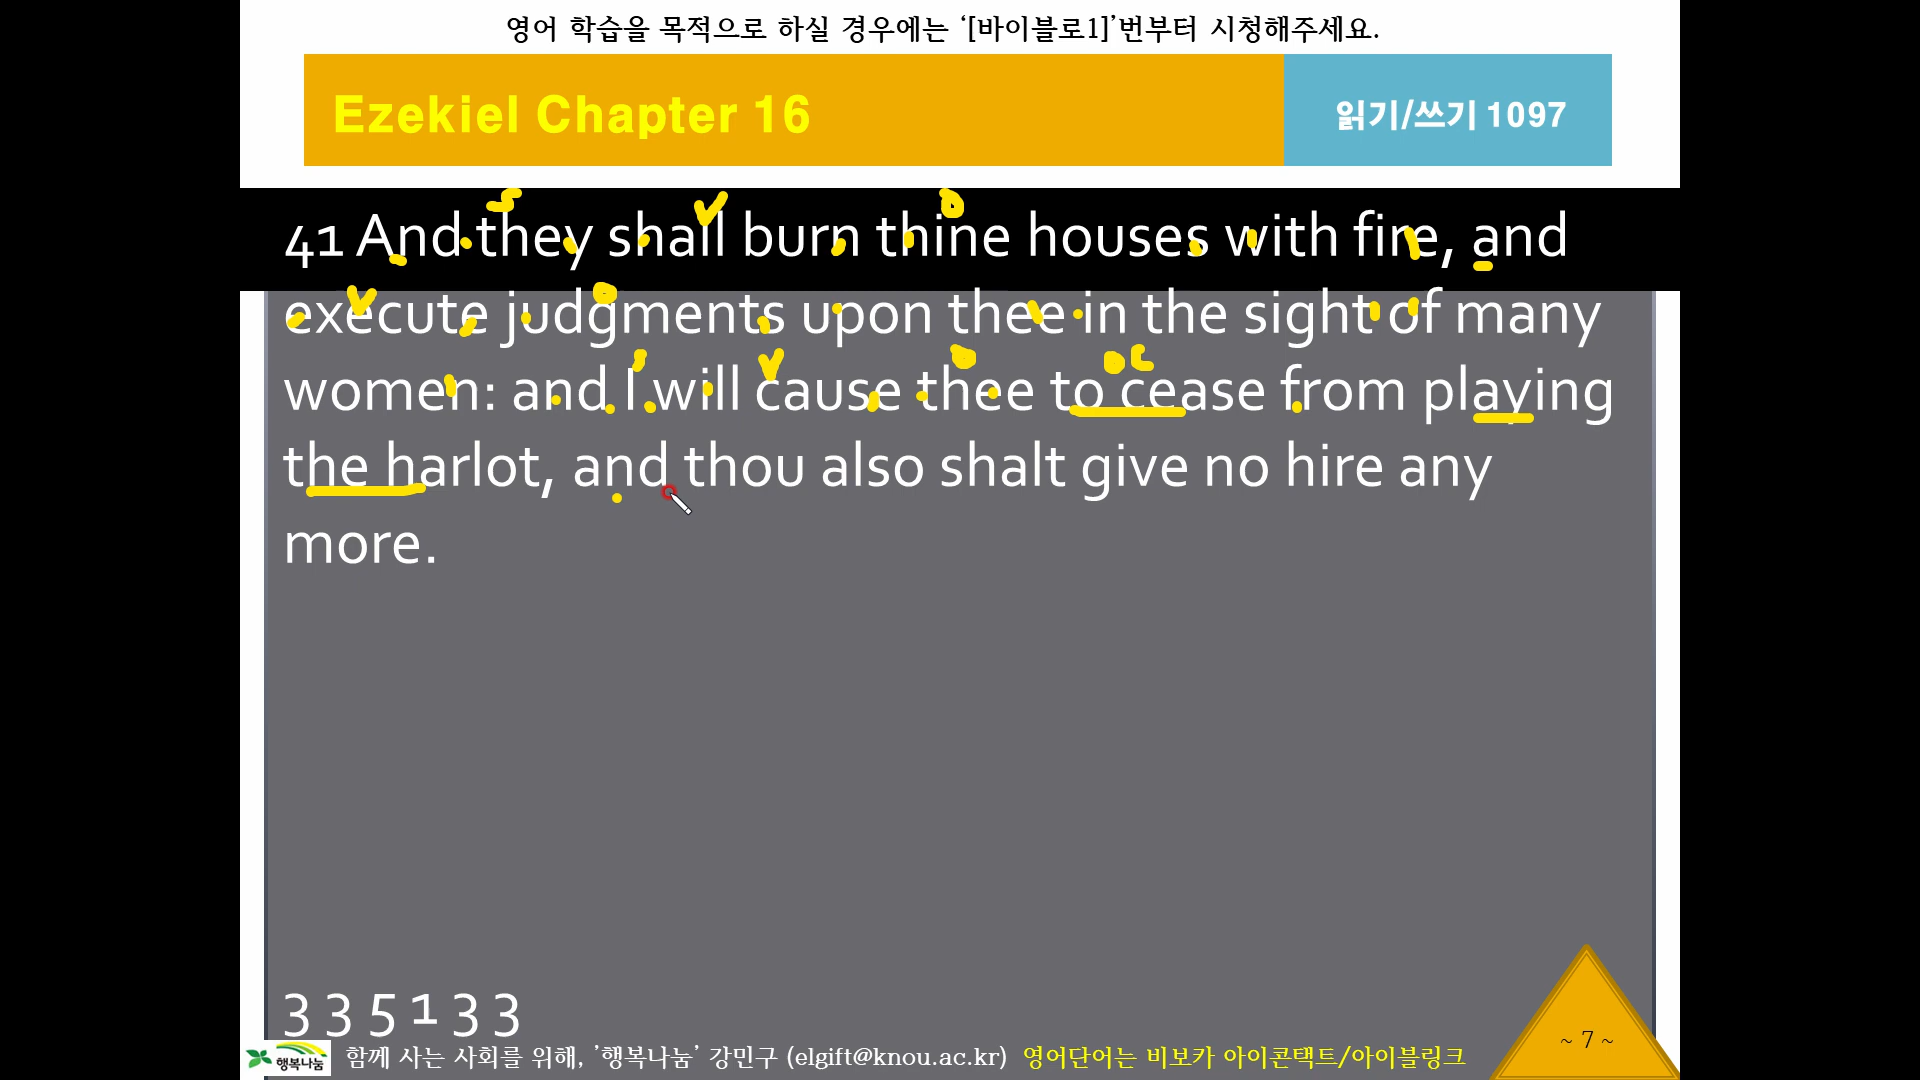 영어 학습을 목적으로 하실 경우에는 ‘[바이블로1]’번부터 시청해주세요.
Ezekiel Chapter 16
읽기/쓰기 1097
41 And they shall burn thine houses with fire, and
execute judgments upon thee in the sight of many
women: and I will cause thee to cease from playing
the harlot, and thou also shalt give no hire any
more.
3 3 5 1 3 3
행복나눔 함께 사는 사회를 위해, ’행복나눔’ 강민구 (elgift@knou.ac.kr) 영어단어는 비보카 아이콘택트/아이블링크
~ 7 ~